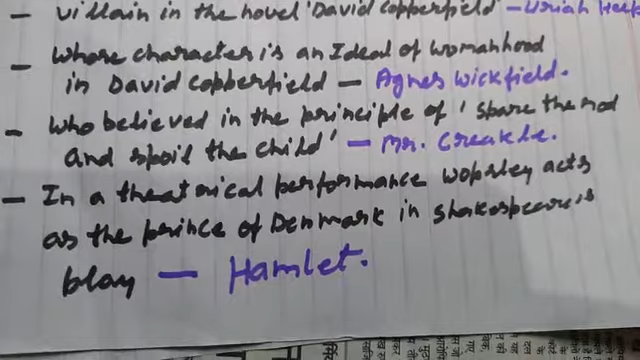 - villain in the novel 'David Copperfield - Uriah Heep
- Whose character is an Ideal of womanhood
in David Copperfield - Agnes Wickfield.
- Who believed in the principle of 'spare the rod
and spoil the child' - Mr. Creakle.
- In a theatrical performance Wopsley acts
as the prince of Denmark in Shakespeare's
play - Hamlet.